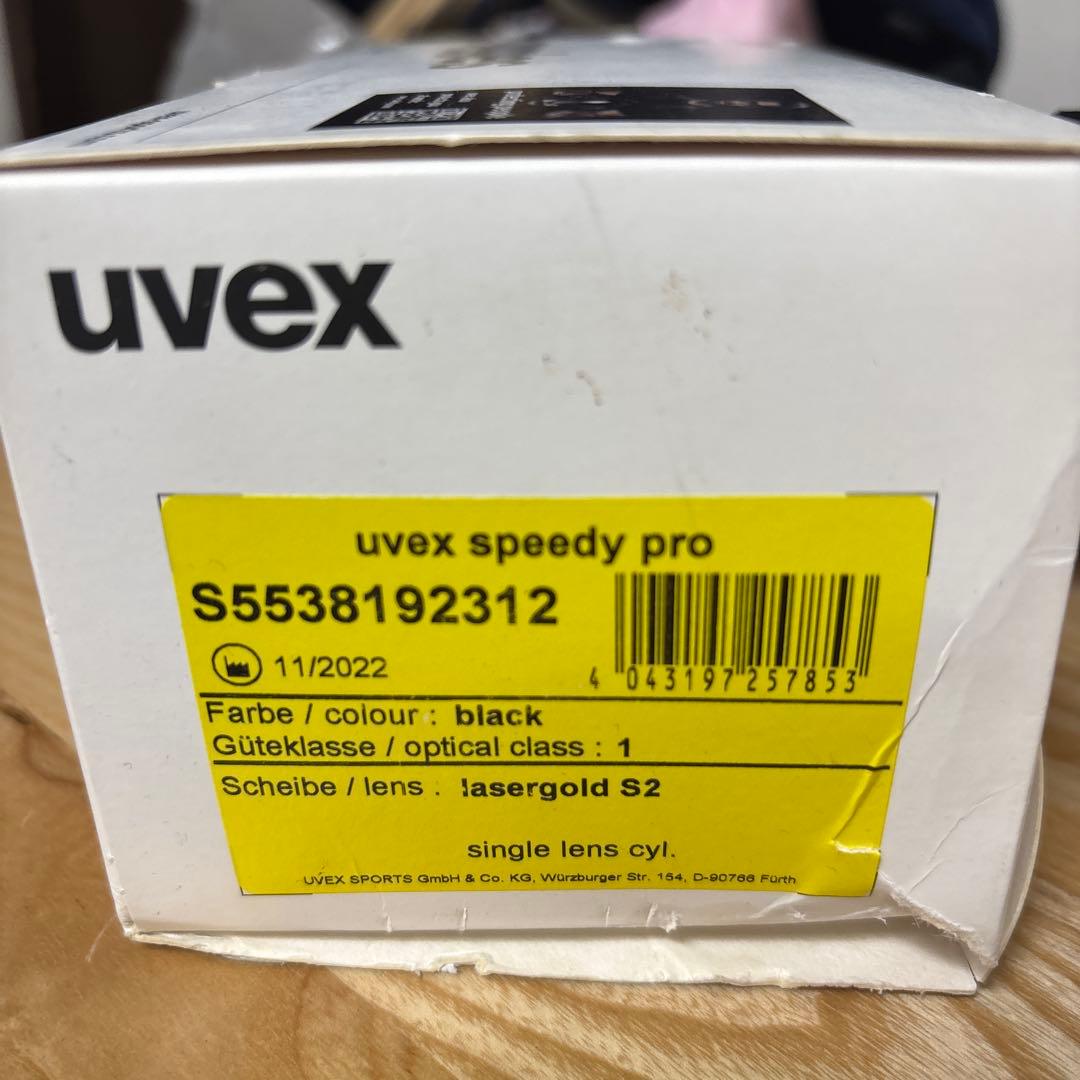 uvex
uvex speedy pro
S5538192312
11/2022
4 043197 257853
Farbe / colour : black
Güteklasse / optical class : 1
Scheibe / lens : lasergold S2
single lens cyl.
UVEX SPORTS GmbH & Co. KG, Würzburger Str. 154, D-90766 Fürth